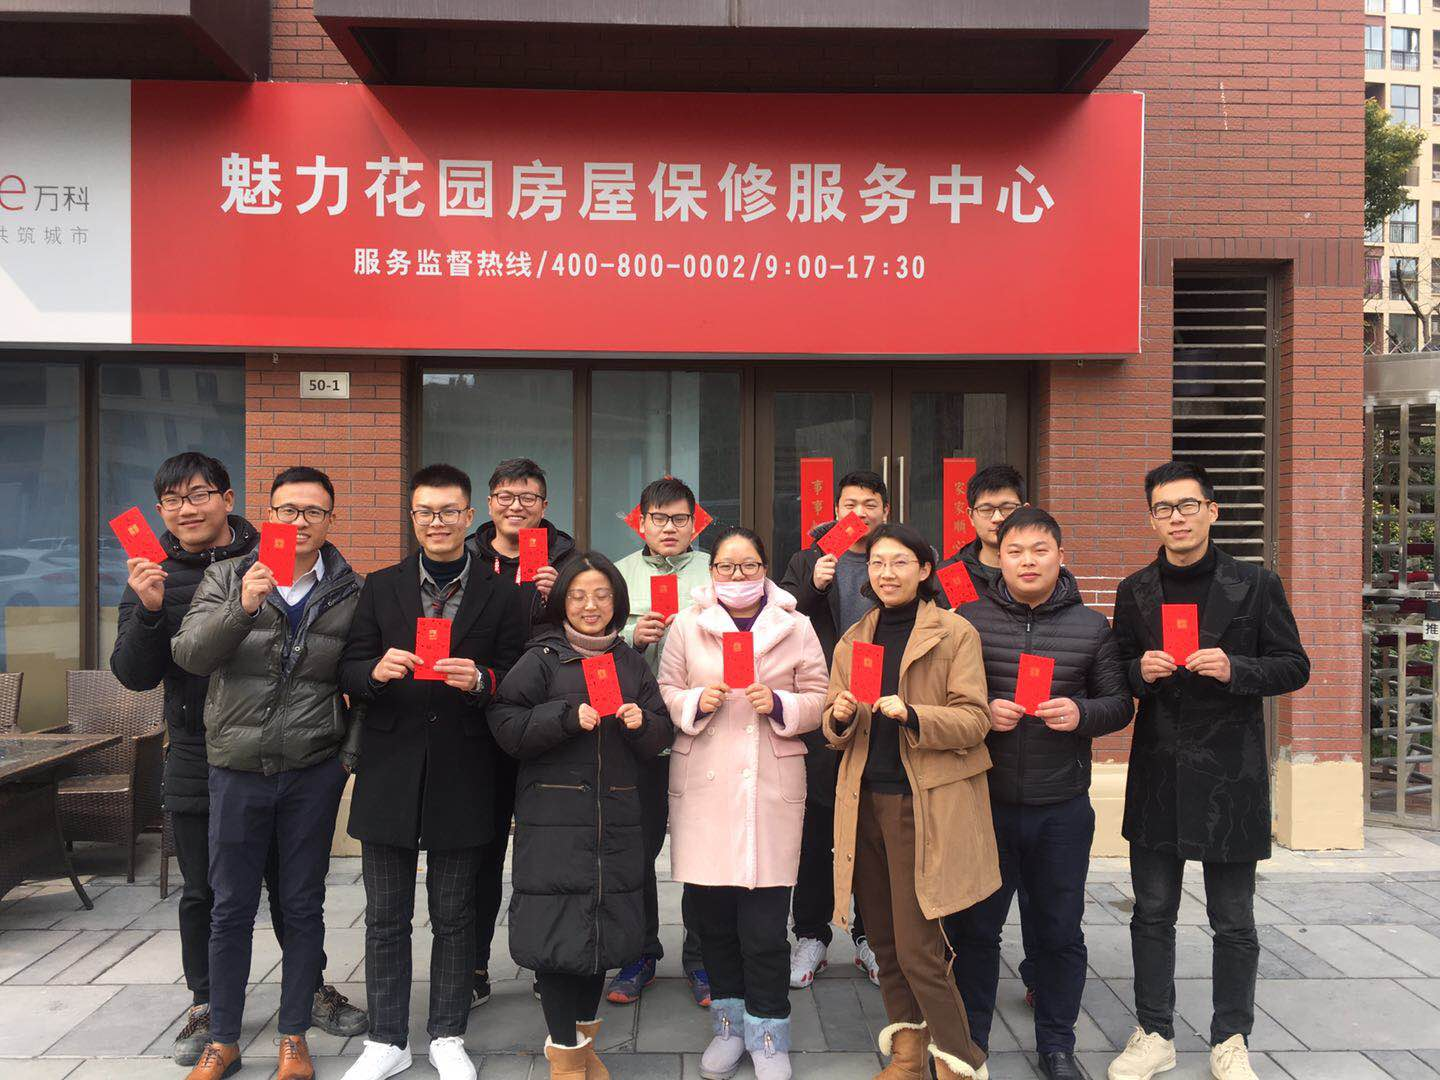 e万科
共筑城市
魅力花园房屋保修服务中心
服务监督热线/400-800-0002/9:00-17:30
50-1
事事
家家顺
推